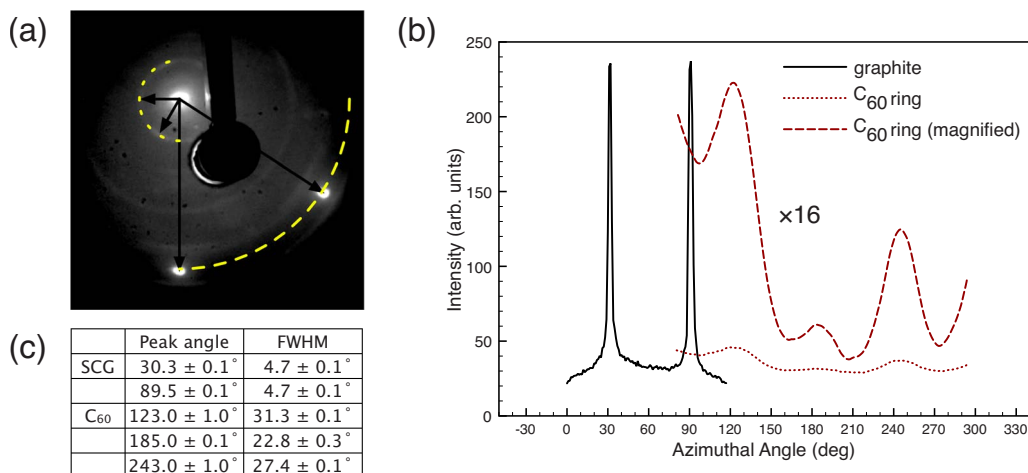 (a)
(b)
250
200
150
100
50
0
Intensity (arb. units)
graphite
C60 ring
C60 ring (magnified)
×16
-30 0 30 60 90 120 150 180 210 240 270 300 330
Azimuthal Angle (deg)
(c)
Peak angle FWHM
SCG 30.3 ± 0.1° 4.7 ± 0.1°
89.5 ± 0.1° 4.7 ± 0.1°
C60 123.0 ± 1.0° 31.3 ± 0.1°
185.0 ± 0.1° 22.8 ± 0.3°
243.0 ± 1.0° 27.4 ± 0.1°